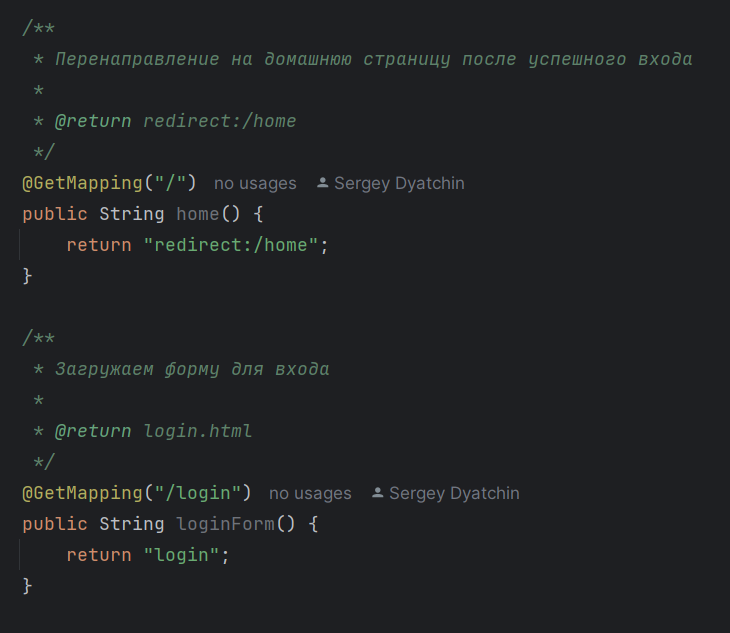 /**
 * Перенаправление на домашнюю страницу после успешного входа
 *
 * @return redirect:/home
 */
@GetMapping("/") no usages Sergey Dyatchin
public String home() {
    return "redirect:/home";
}
/**
 * Загружаем форму для входа
 *
 * @return login.html
 */
@GetMapping("/login") no usages Sergey Dyatchin
public String loginForm() {
    return "login";
}